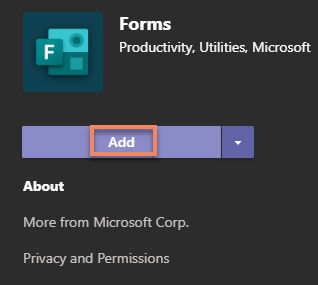 F
Forms
Productivity, Utilities, Microsoft
Add
About
More from Microsoft Corp.
Privacy and Permissions